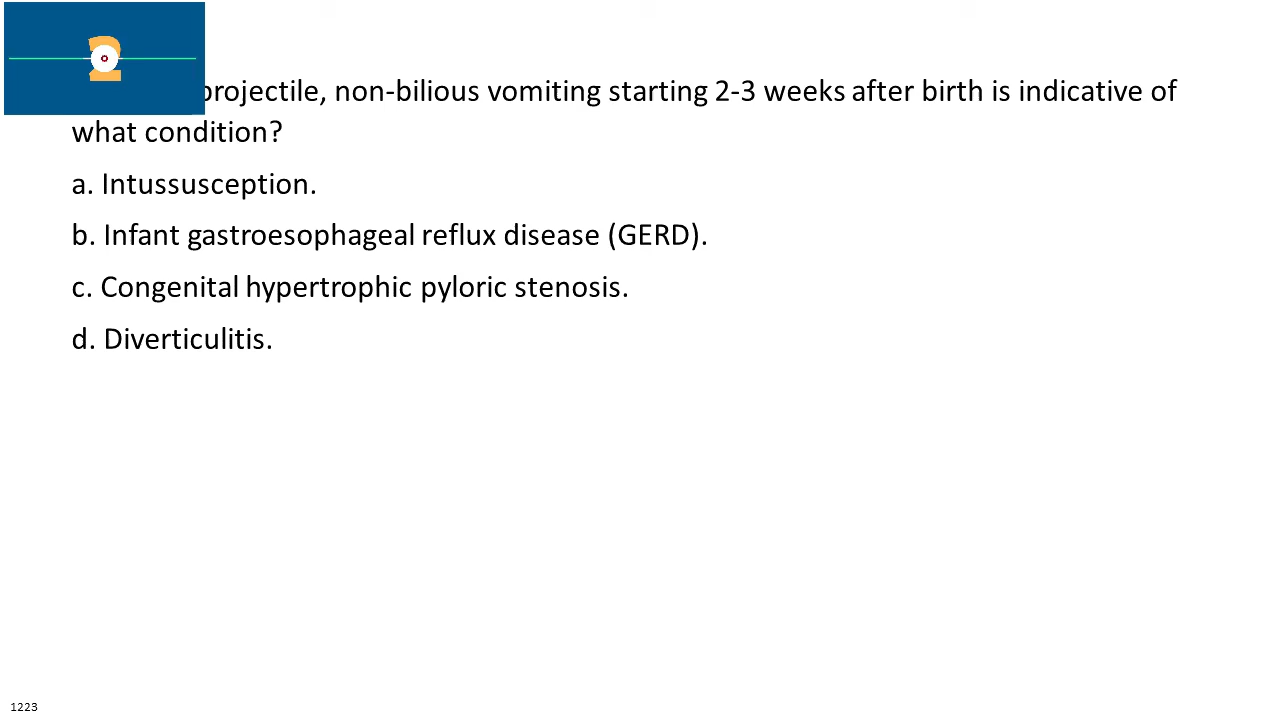 2
projectile, non-bilious vomiting starting 2-3 weeks after birth is indicative of
what condition?
a. Intussusception.
b. Infant gastroesophageal reflux disease (GERD).
c. Congenital hypertrophic pyloric stenosis.
d. Diverticulitis.
1223